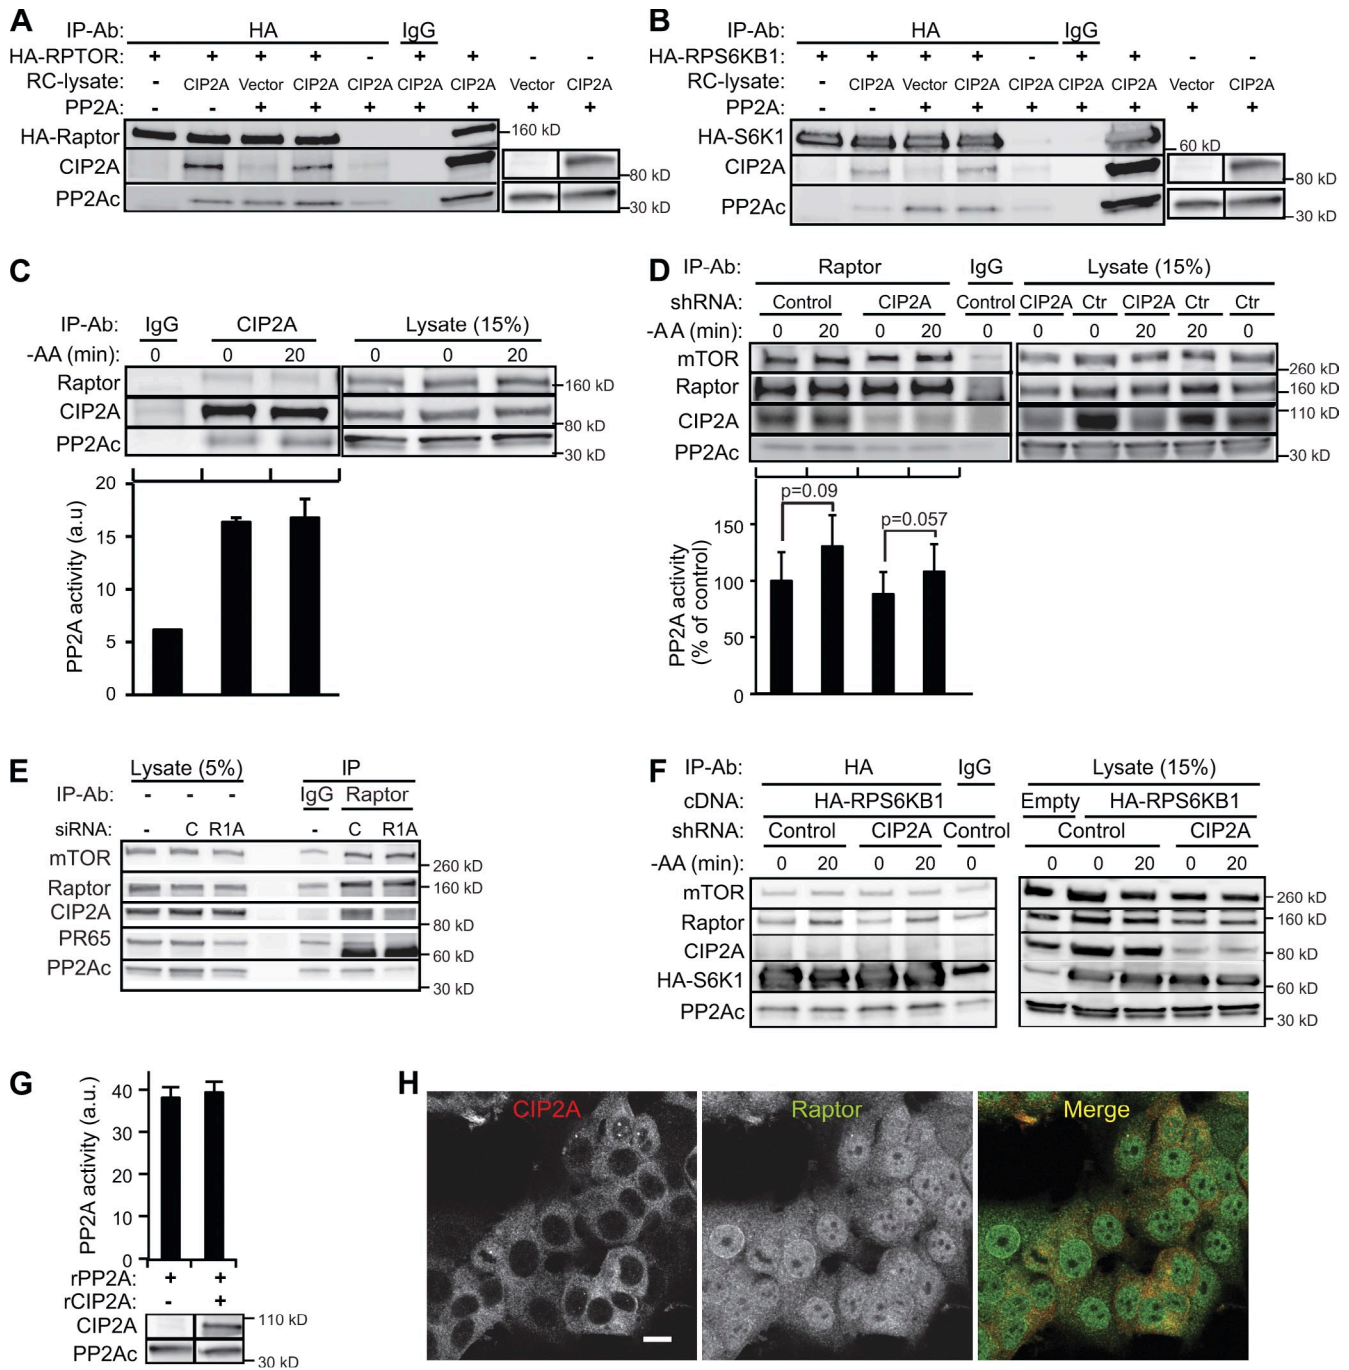 A
IP-Ab: HA IgG
HA-RPTOR: + + + + - + + - -
RC-lysate: - CIP2A Vector CIP2A CIP2A CIP2A CIP2A Vector CIP2A
PP2A: - - + + + + + + +
HA-Raptor 160 kD
CIP2A 80 kD
PP2Ac 30 kD
B
IP-Ab: HA IgG
HA-RPS6KB1: + + + + - + + - -
RC-lysate: - CIP2A Vector CIP2A CIP2A CIP2A CIP2A Vector CIP2A
PP2A: - - + + + + + + +
HA-S6K1 60 kD
CIP2A 80 kD
PP2Ac 30 kD
C
IP-Ab: IgG CIP2A Lysate (15%)
-AA (min): 0 0 20 0 0 20
Raptor 160 kD
CIP2A 80 kD
PP2Ac 30 kD
PP2A activity (a.u)
20
15
10
5
0
D
IP-Ab: Raptor IgG Lysate (15%)
shRNA: Control CIP2A Control CIP2A Ctr CIP2A Ctr Ctr
-AA (min): 0 20 0 20 0 0 0 20 20 0
mTOR 260 kD
Raptor 160 kD
CIP2A 110 kD
PP2Ac 30 kD
PP2A activity
(% of control)
p=0.09
p=0.057
150
100
50
0
E
Lysate (5%) IP
IP-Ab: - - - IgG Raptor
siRNA: - C R1A - C R1A
mTOR 260 kD
Raptor 160 kD
CIP2A 80 kD
PR65 60 kD
PP2Ac 30 kD
F
IP-Ab: HA IgG Lysate (15%)
cDNA: HA-RPS6KB1 Empty HA-RPS6KB1
shRNA: Control CIP2A Control Control CIP2A
-AA (min): 0 20 0 20 0 0 0 20 0 20
mTOR 260 kD
Raptor 160 kD
CIP2A 80 kD
HA-S6K1 60 kD
PP2Ac 30 kD
G
PP2A activity (a.u.)
40
30
20
10
0
rPP2A: + +
rCIP2A: - +
CIP2A 110 kD
PP2Ac 30 kD
H
CIP2A Raptor Merge